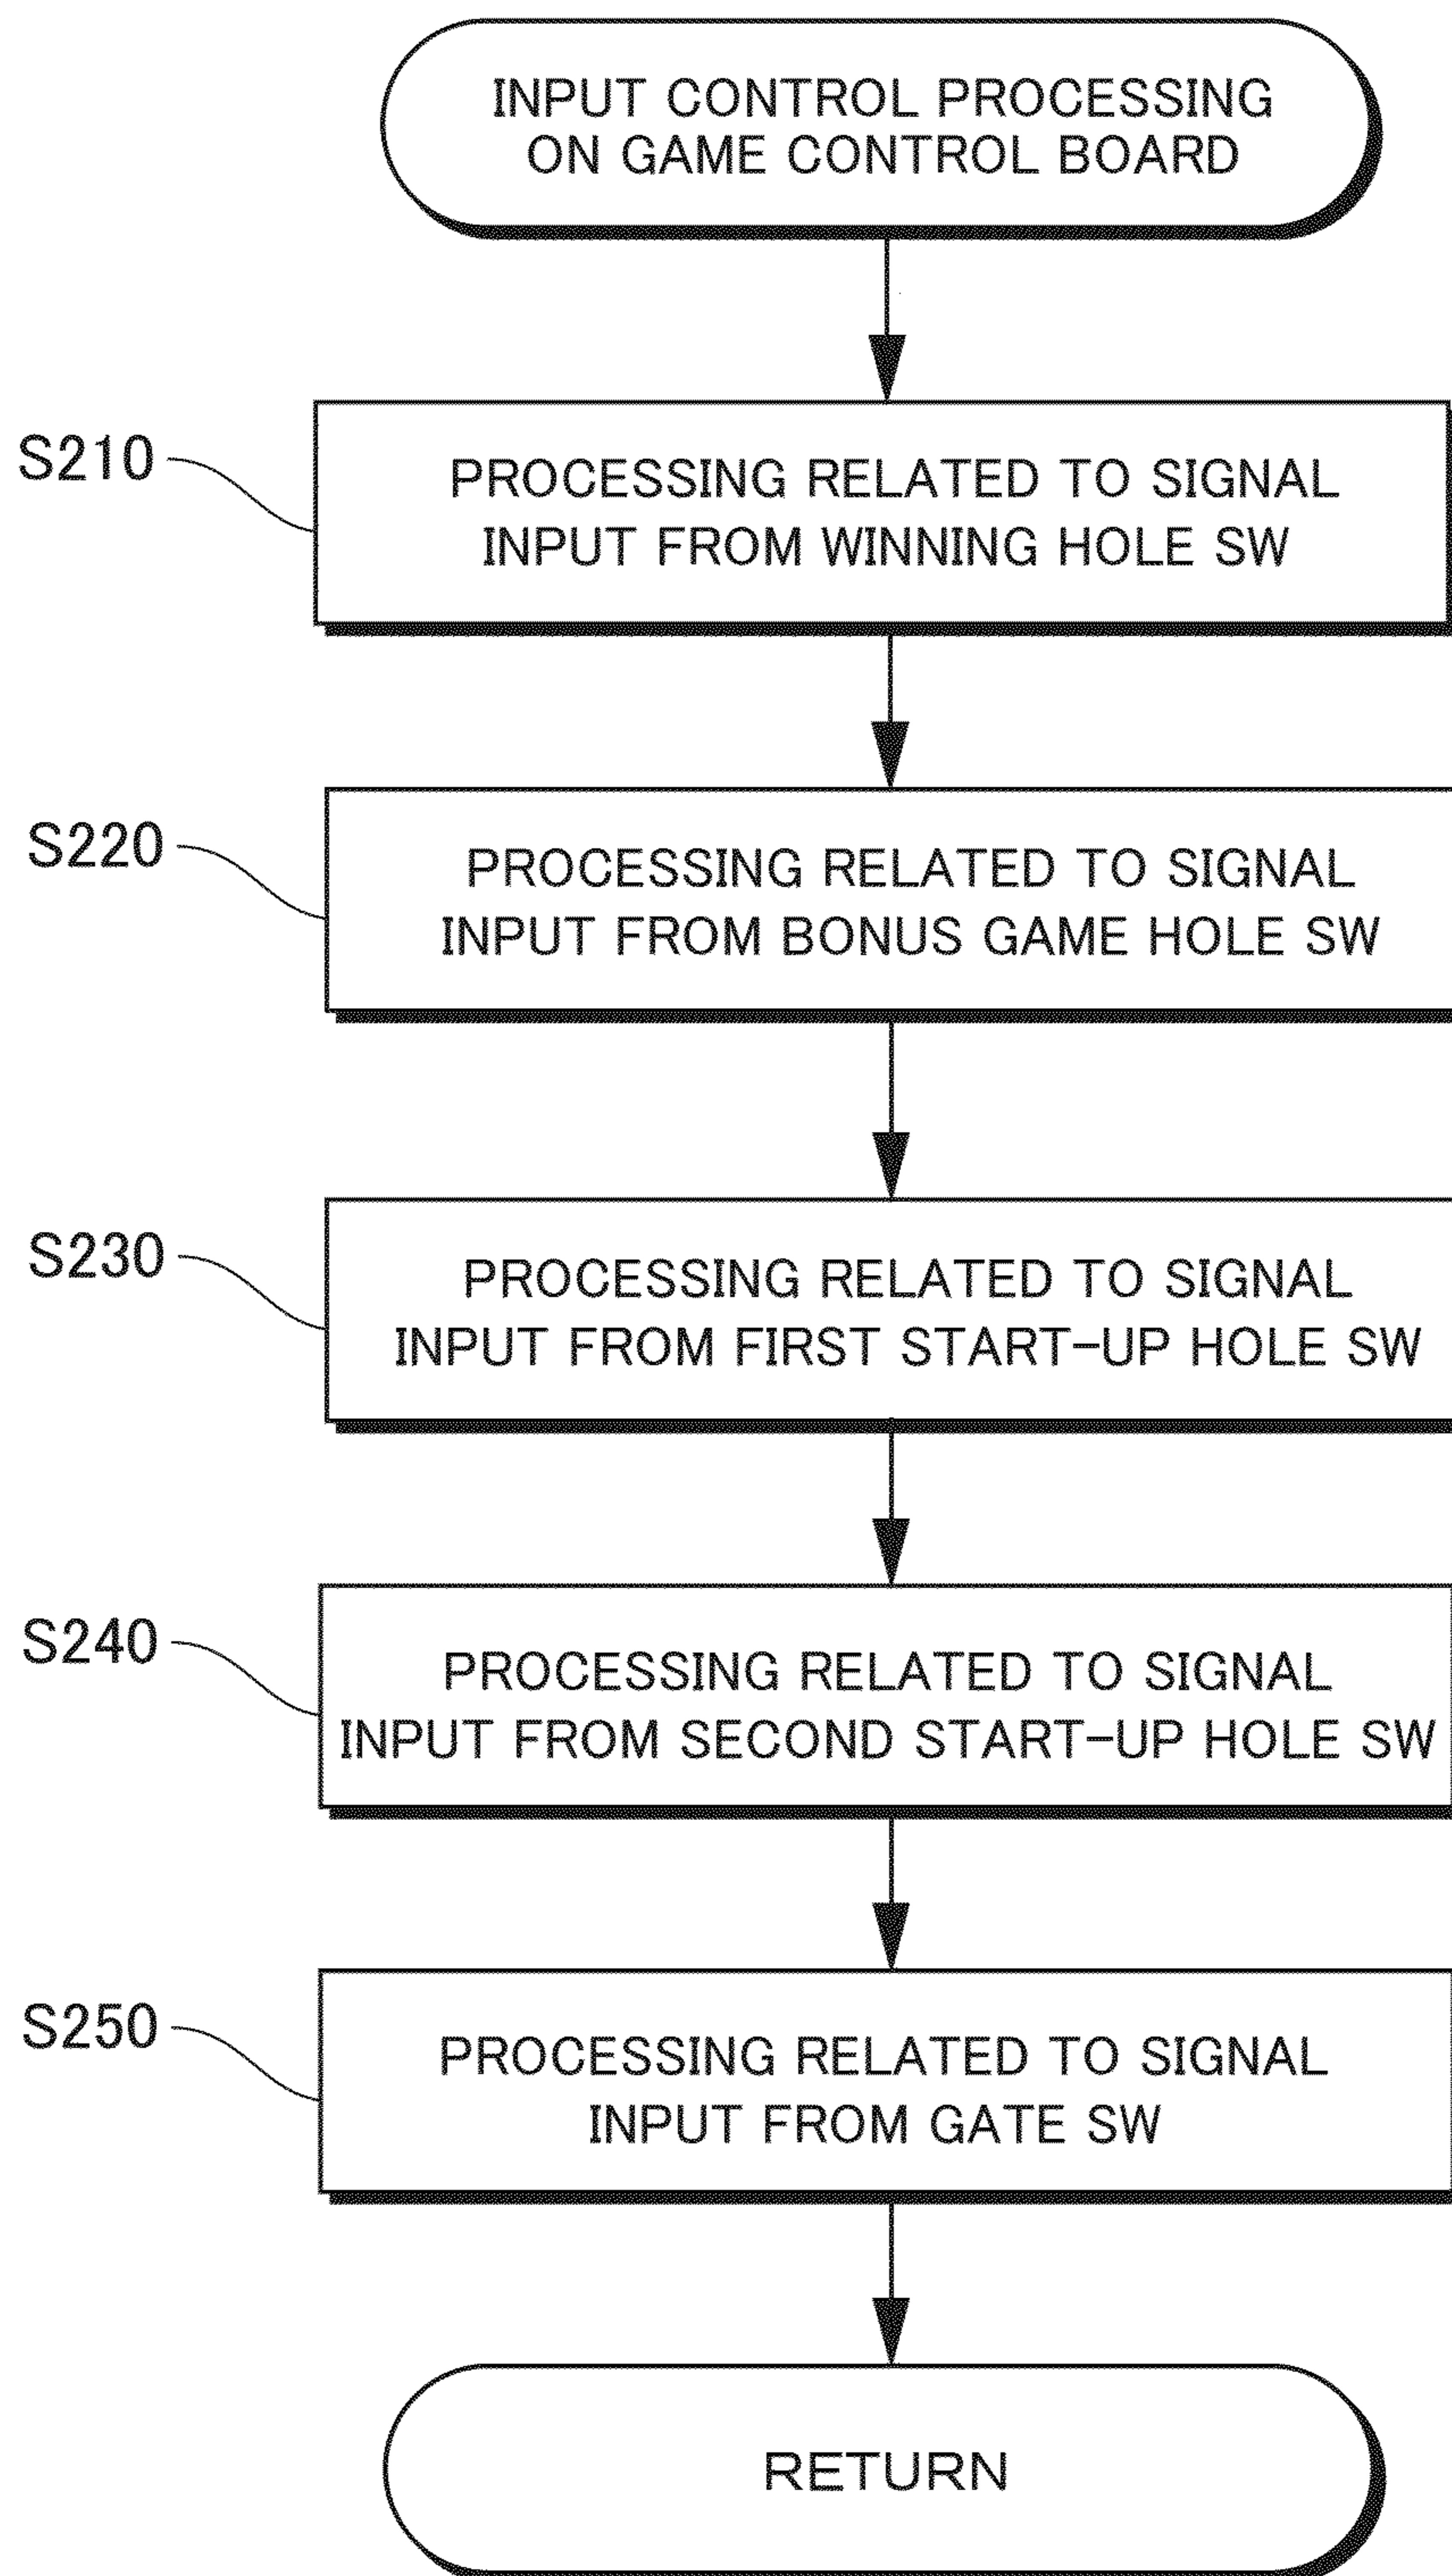 INPUT CONTROL PROCESSING
ON GAME CONTROL BOARD
S210
PROCESSING RELATED TO SIGNAL
INPUT FROM WINNING HOLE SW
S220
PROCESSING RELATED TO SIGNAL
INPUT FROM BONUS GAME HOLE SW
S230
PROCESSING RELATED TO SIGNAL
INPUT FROM FIRST START-UP HOLE SW
S240
PROCESSING RELATED TO SIGNAL
INPUT FROM SECOND START-UP HOLE SW
S250
PROCESSING RELATED TO SIGNAL
INPUT FROM GATE SW
RETURN